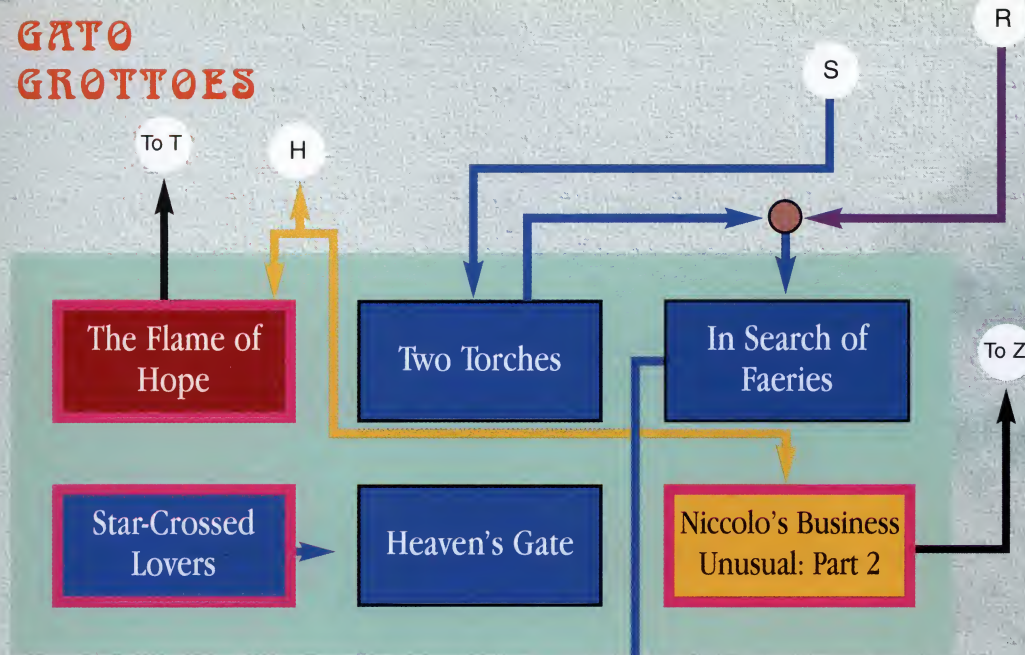 GATO
GROTTOES
R
S
To T
H
The Flame of
Hope
Two Torches
In Search of
Faeries
To Z
Star-Crossed
Lovers
Heaven's Gate
Niccolo's Business
Unusual: Part 2